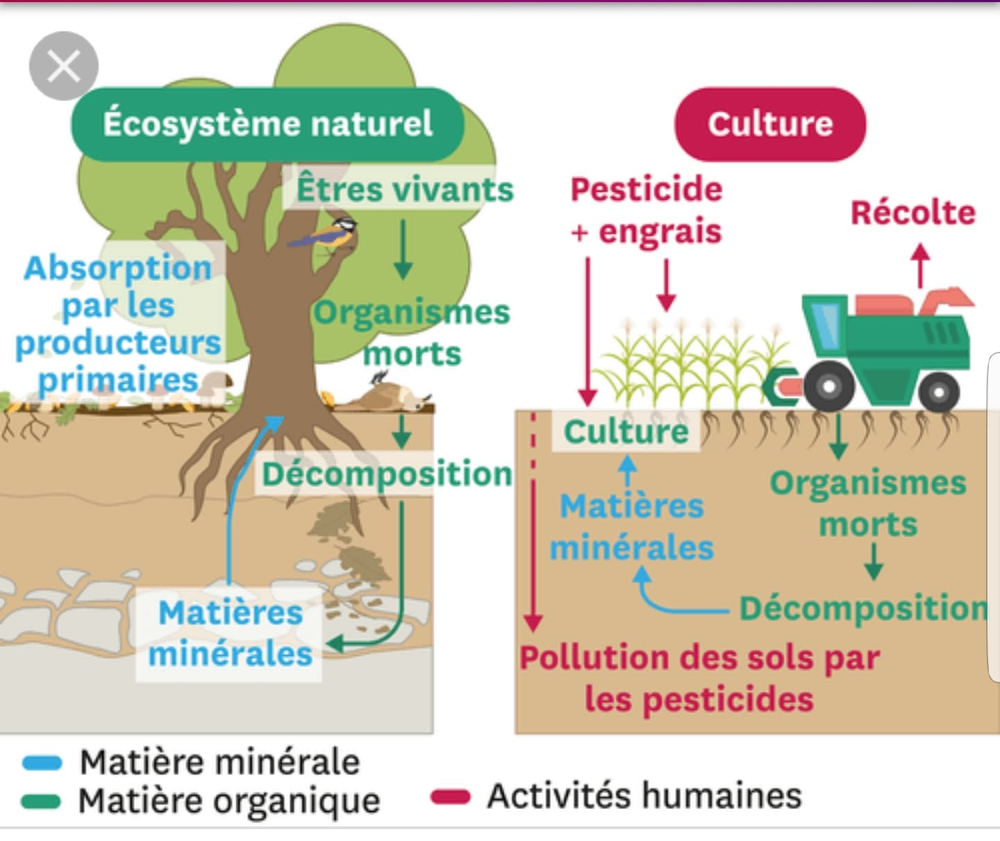 Écosystème naturel
Êtres vivants
Absorption
par les
producteurs
primaires
Organismes
morts
Décomposition
Matières
minérales
Culture
Pesticide
+ engrais
Récolte
Culture
Matières
minérales
Organismes
morts
Décomposition
Pollution des sols par
les pesticides
Matière minérale
Matière organique
Activités humaines